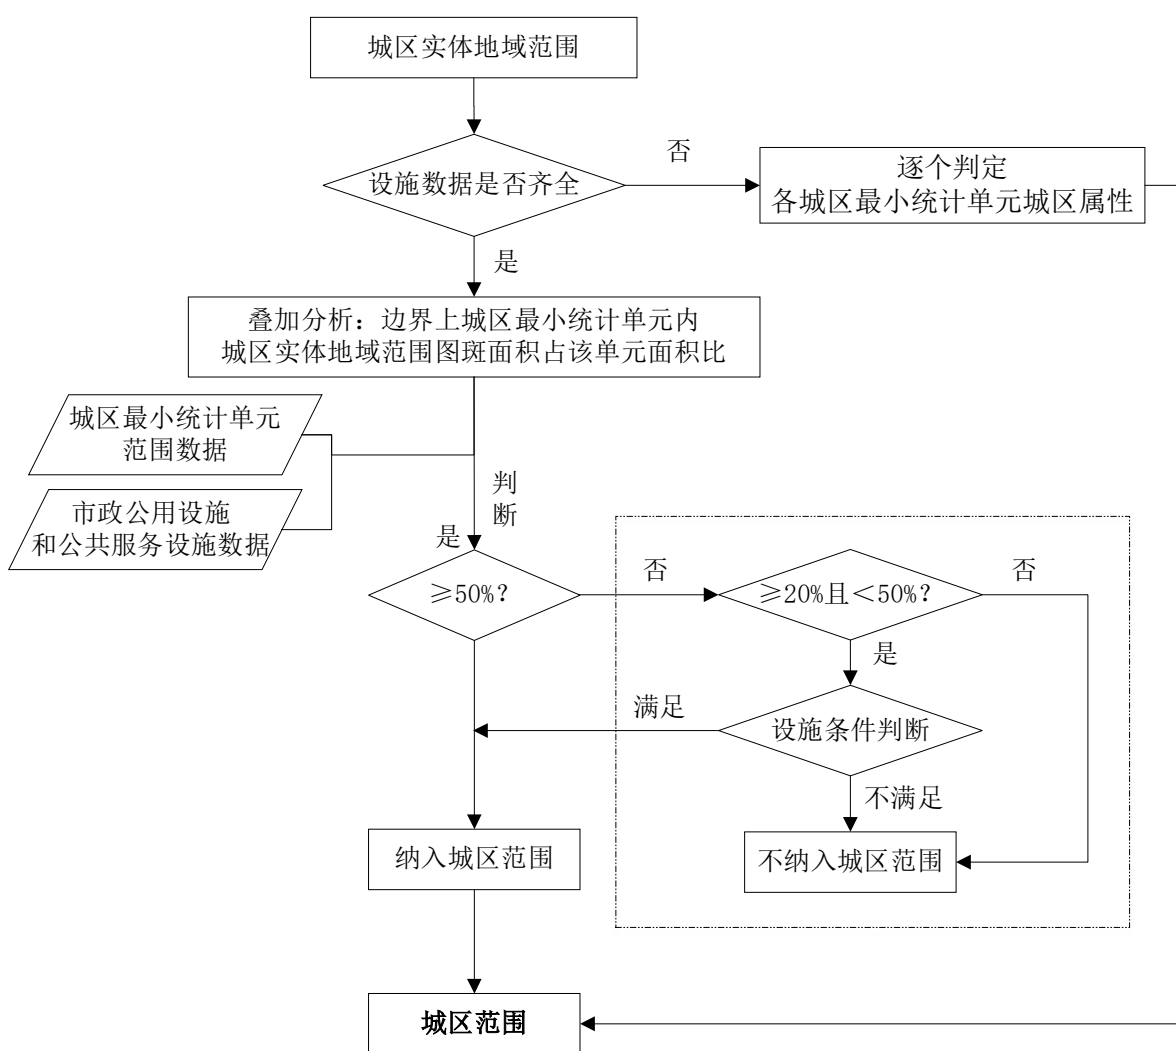 城区实体地域范围
设施数据是否齐全
否
逐个判定
各城区最小统计单元城区属性
是
叠加分析：边界上城区最小统计单元内
城区实体地域范围图斑面积占该单元面积比
城区最小统计单元
范围数据
市政公用设施
和公共服务设施数据
判
断
是
≥50%？
否
≥20%且＜50%？
否
是
满足
设施条件判断
不满足
纳入城区范围
不纳入城区范围
城区范围